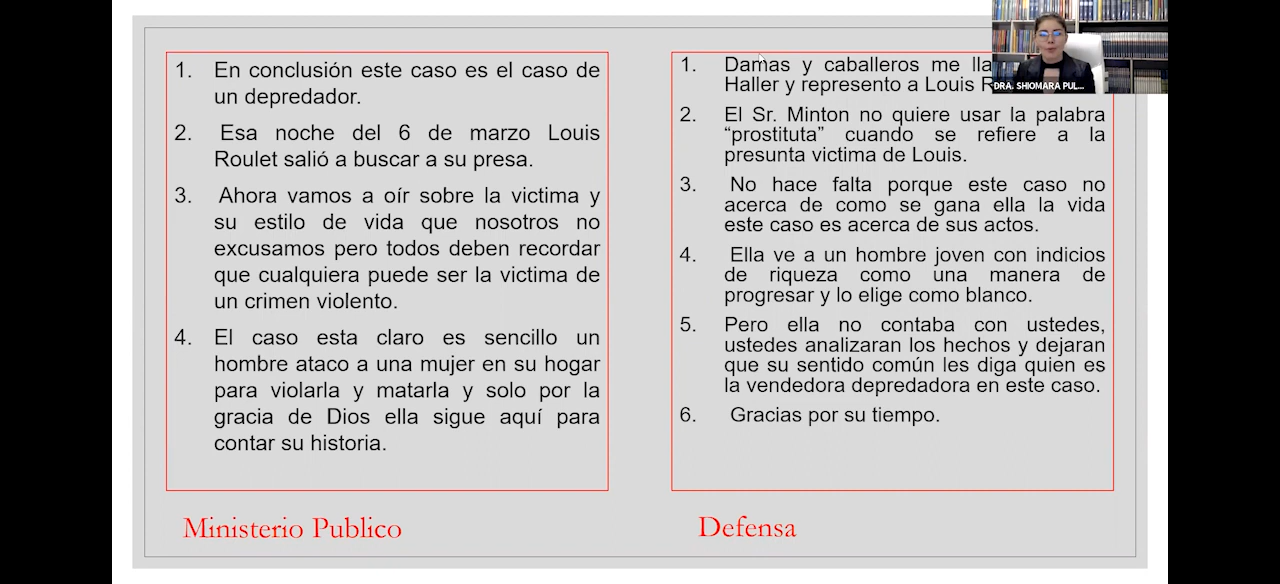 1. En conclusión este caso es el caso de
un depredador.
2. Esa noche del 6 de marzo Louis
Roulet salió a buscar a su presa.
3. Ahora vamos a oír sobre la victima y
su estilo de vida que nosotros no
excusamos pero todos deben recordar
que cualquiera puede ser la victima de
un crimen violento.
4. El caso esta claro es sencillo un
hombre ataco a una mujer en su hogar
para violarla y matarla y solo por la
gracia de Dios ella sigue aquí para
contar su historia.
Ministerio Publico
1. Damas y caballeros me lla
Haller y represento a Louis R
2. El Sr. Minton no quiere usar la palabra
“prostituta” cuando se refiere a la
presunta victima de Louis.
3. No hace falta porque este caso no
acerca de como se gana ella la vida
este caso es acerca de sus actos.
4. Ella ve a un hombre joven con indicios
de riqueza como una manera de
progresar y lo elige como blanco.
5. Pero ella no contaba con ustedes,
ustedes analizaran los hechos y dejaran
que su sentido común les diga quien es
la vendedora depredadora en este caso.
6. Gracias por su tiempo.
Defensa
DRA. SHIOMARA PUL...